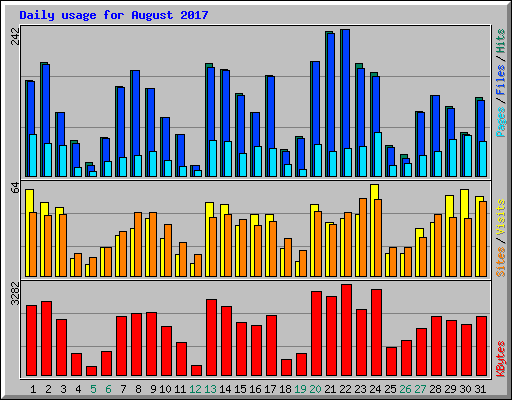 Daily usage for August 2017
242
Pages/Files/Hits
64
Sites/Visits
3282
KBytes
1 2 3 4 5 6 7 8 9 10 11 12 13 14 15 16 17 18 19 20 21 22 23 24 25 26 27 28 29 30 31